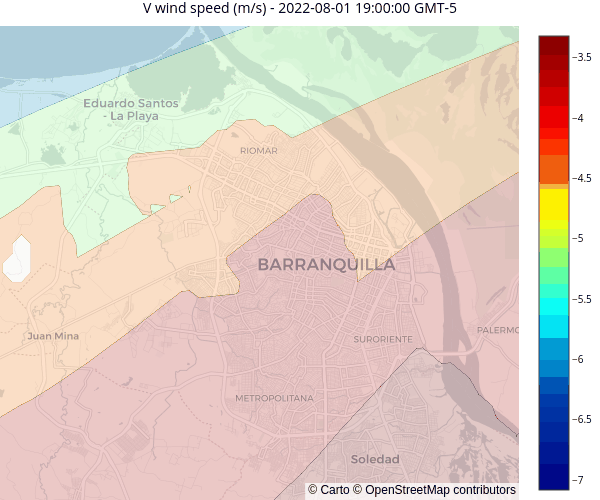 V wind speed (m/s) - 2022-08-01 19:00:00 GMT-5
Eduardo Santos
- La Playa
RIOMAR
BARRANQUILLA
Juan Mina
SURORIENTE
PALERMO
METROPOLITANA
Soledad
© Carto © OpenStreetMap contributors
−3.5
−4
−4.5
−5
−5.5
−6
−6.5
−7